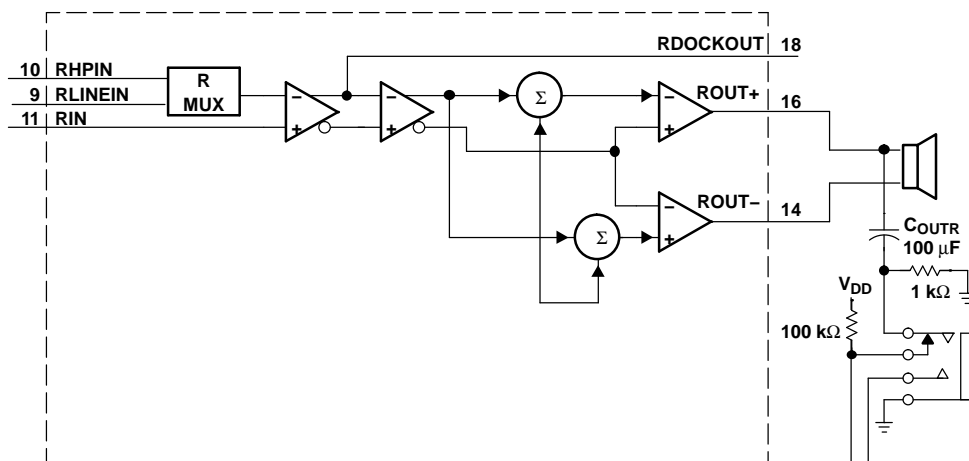 RDOCKOUT 18
10 RHPIN
R
MUX
9 RLINEIN
11 RIN
− + − +
Σ
− +
ROUT+ 16
− +
ROUT− 14
Σ
COUTR
100 μF
1 kΩ
VDD
100 kΩ